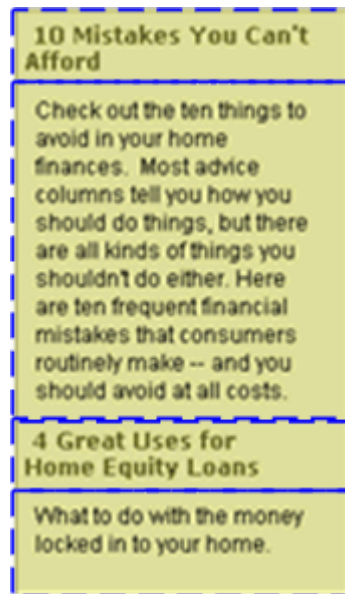 10 Mistakes You Can't
Afford
Check out the ten things to
avoid in your home
finances.  Most advice
columns tell you how you
should do things, but there
are all kinds of things you
shouldn't do either. Here
are ten frequent financial
mistakes that consumers
routinely make -- and you
should avoid at all costs.
4 Great Uses for
Home Equity Loans
What to do with the money
locked in to your home.